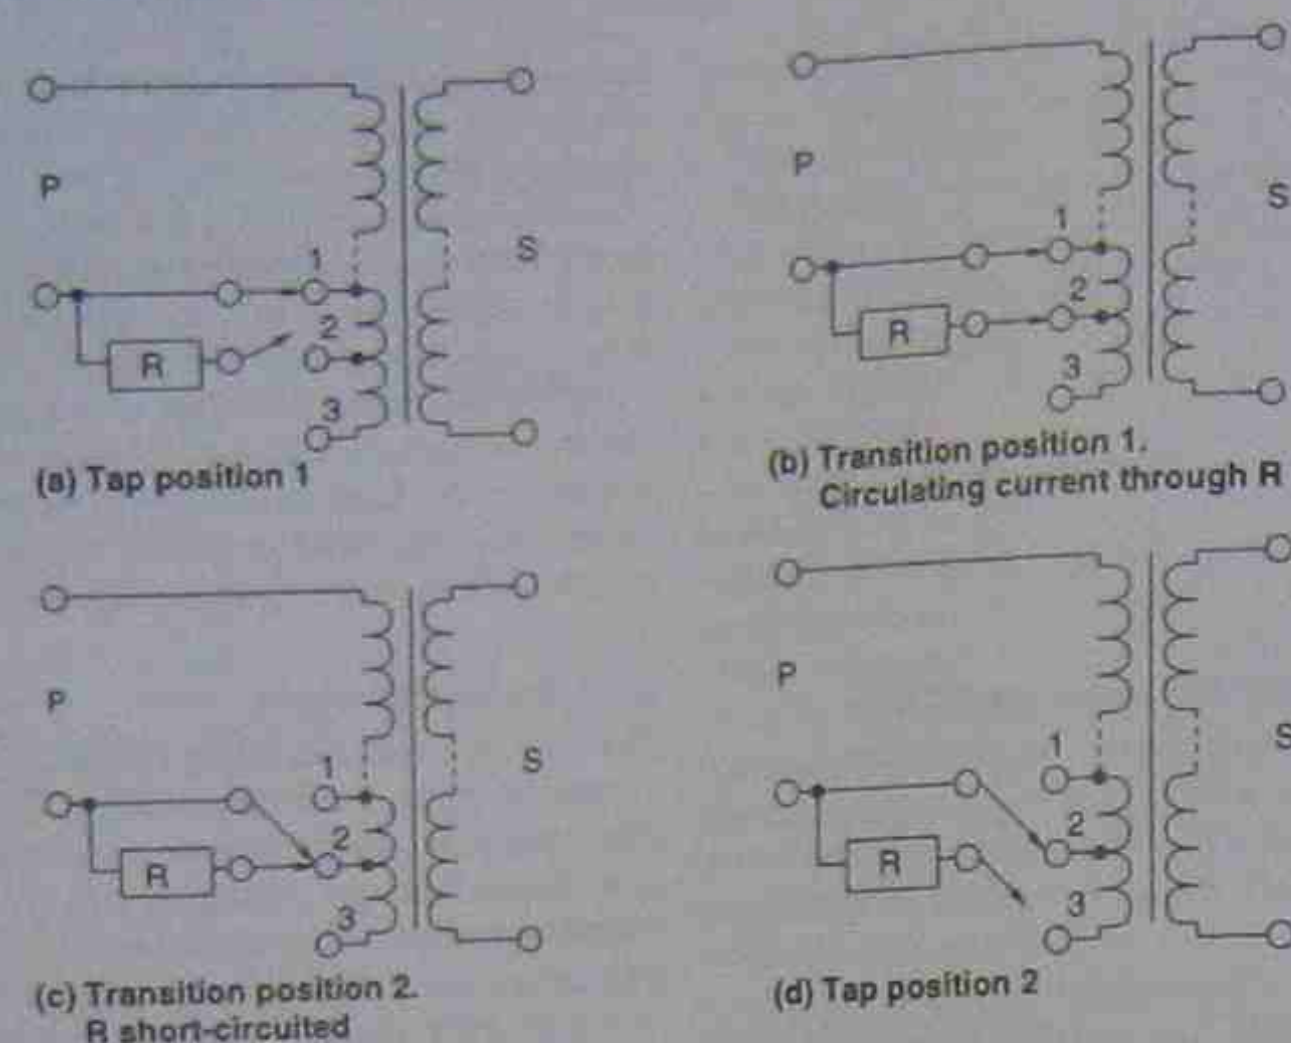 P
S
1
2
3
R
(a) Tap position 1
P
S
1
2
3
R
(b) Transition position 1.
Circulating current through R
P
S
1
2
3
R
(c) Transition position 2.
R short-circuited
P
S
1
2
3
R
(d) Tap position 2